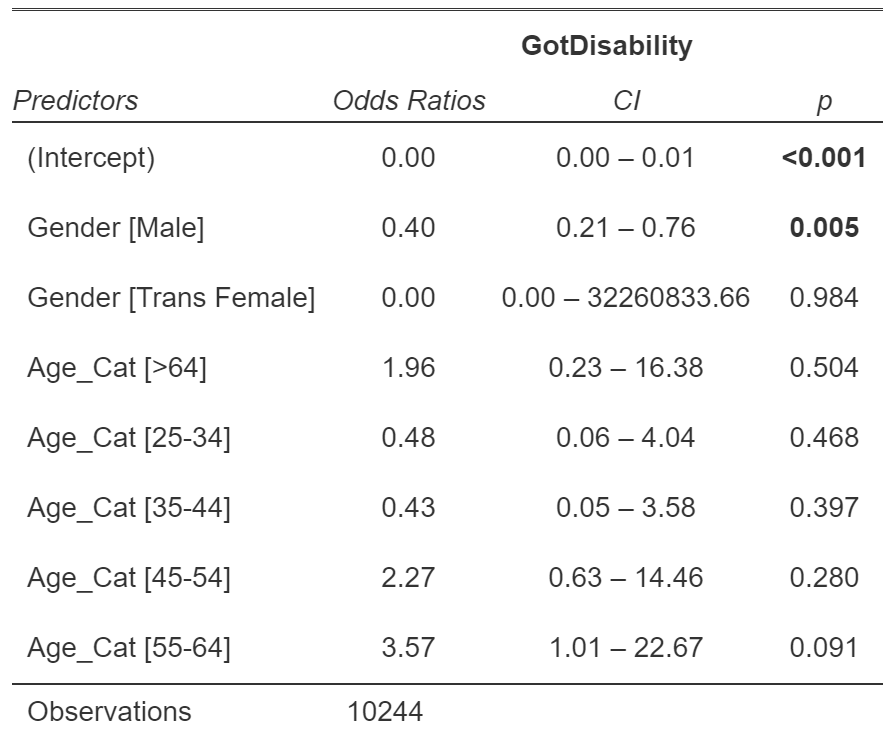 GotDisability
Predictors Odds Ratios CI p
(Intercept) 0.00 0.00 – 0.01 <0.001
Gender [Male] 0.40 0.21 – 0.76 0.005
Gender [Trans Female] 0.00 0.00 – 32260833.66 0.984
Age_Cat [>64] 1.96 0.23 – 16.38 0.504
Age_Cat [25-34] 0.48 0.06 – 4.04 0.468
Age_Cat [35-44] 0.43 0.05 – 3.58 0.397
Age_Cat [45-54] 2.27 0.63 – 14.46 0.280
Age_Cat [55-64] 3.57 1.01 – 22.67 0.091
Observations 10244